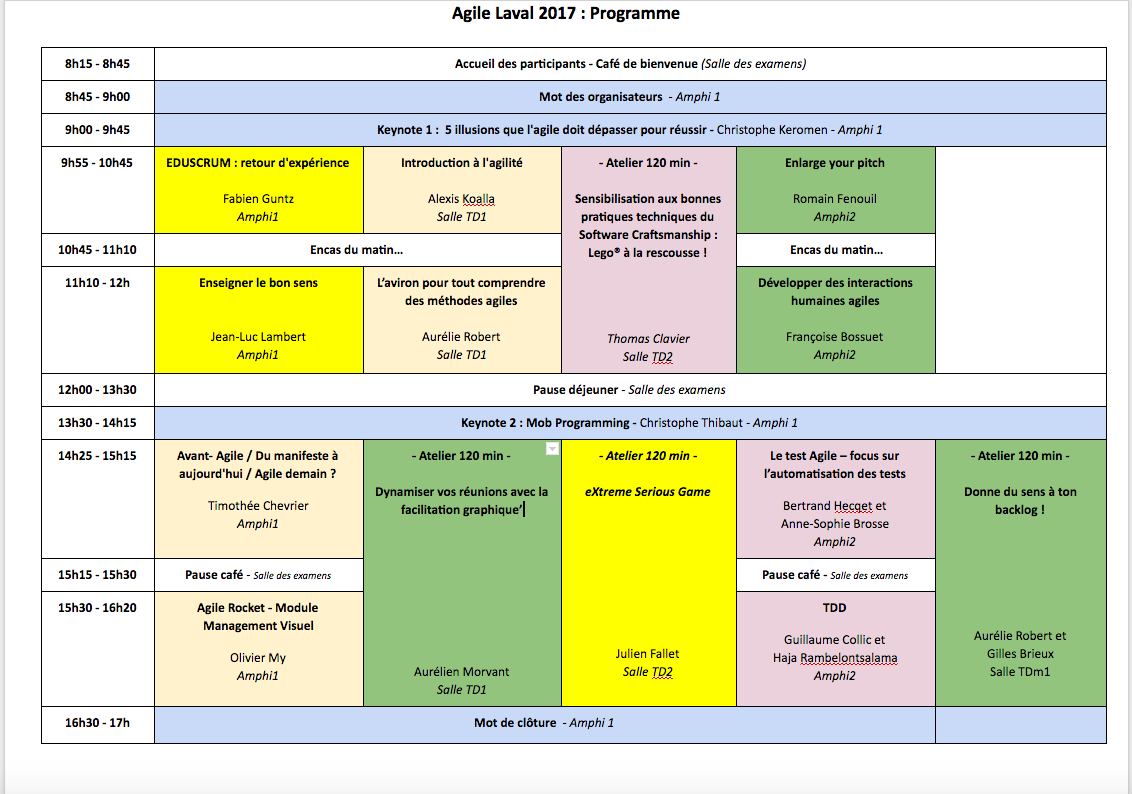 Agile Laval 2017 : Programme
8h15 - 8h45
Accueil des participants - Café de bienvenue (Salle des examens)
8h45 - 9h00
Mot des organisateurs - Amphi 1
9h00 - 9h45
Keynote 1 : 5 illusions que l'agile doit dépasser pour réussir - Christophe Keromen - Amphi 1
9h55 - 10h45
EDUSCRUM : retour d'expérience
Fabien Guntz
Amphi1
Introduction à l'agilité
Alexis Koalla
Salle TD1
- Atelier 120 min -
Sensibilisation aux bonnes
pratiques techniques du
Software Craftsmanship :
Lego® à la rescousse !
Thomas Clavier
Salle TD2
Enlarge your pitch
Romain Fenouil
Amphi2
10h45 - 11h10
Encas du matin...
Encas du matin...
11h10 - 12h
Enseigner le bon sens
Jean-Luc Lambert
Amphi1
L’aviron pour tout comprendre
des méthodes agiles
Aurélie Robert
Salle TD1
Développer des interactions
humaines agiles
Françoise Bossuet
Amphi2
12h00 - 13h30
Pause déjeuner - Salle des examens
13h30 - 14h15
Keynote 2 : Mob Programming - Christophe Thibaut - Amphi 1
14h25 - 15h15
Avant- Agile / Du manifeste à
aujourd'hui / Agile demain ?
Timothée Chevrier
Amphi1
- Atelier 120 min -
Dynamiser vos réunions avec la
facilitation graphique’
Aurélien Morvant
Salle TD1
- Atelier 120 min -
eXtreme Serious Game
Julien Fallet
Salle TD2
Le test Agile – focus sur
l’automatisation des tests
Bertrand Hecqet et
Anne-Sophie Brosse
Amphi2
- Atelier 120 min -
Donne du sens à ton
backlog !
Aurélie Robert et
Gilles Brieux
Salle TDm1
15h15 - 15h30
Pause café - Salle des examens
Pause café - Salle des examens
15h30 - 16h20
Agile Rocket - Module
Management Visuel
Olivier My
Amphi1
TDD
Guillaume Collic et
Haja Rambelontsalama
Amphi2
16h30 - 17h
Mot de clôture - Amphi 1